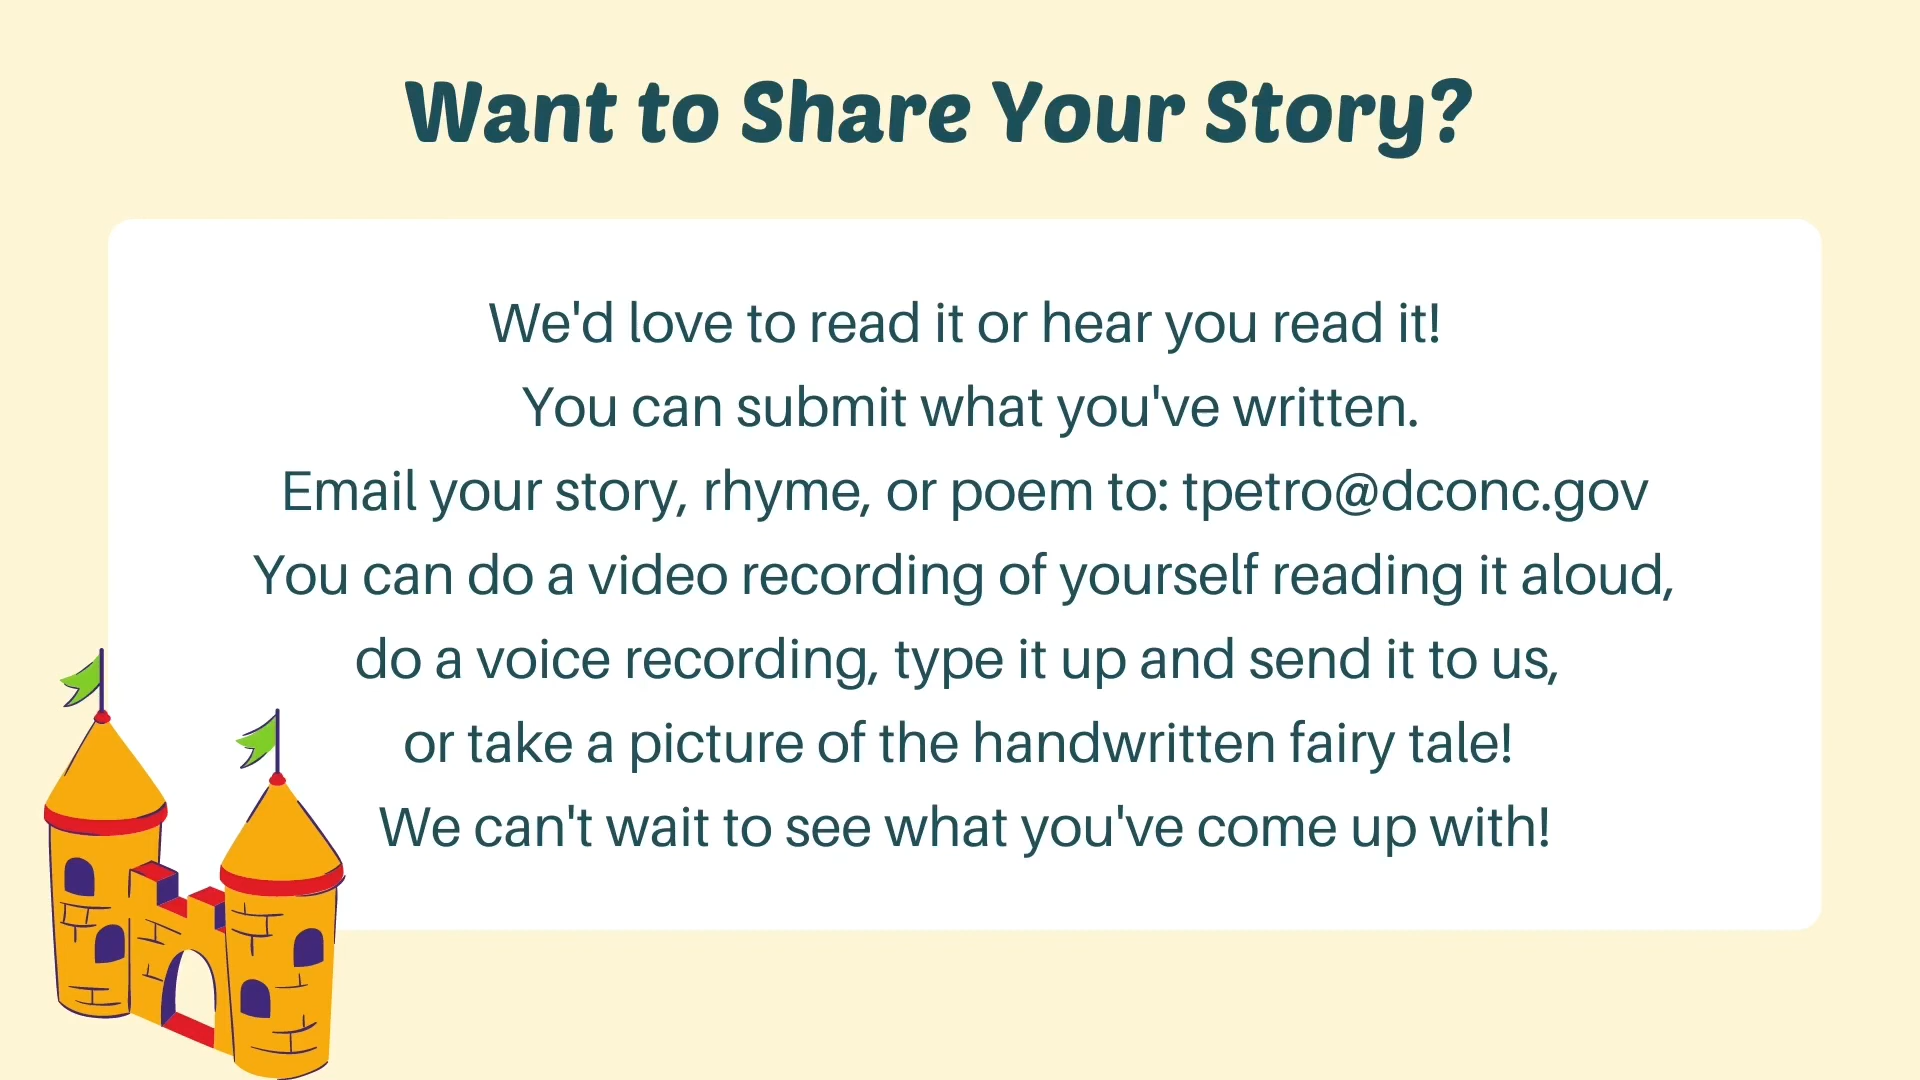 Want to Share Your Story?
We'd love to read it or hear you read it!
You can submit what you've written.
Email your story, rhyme, or poem to: tpetro@dconc.gov
You can do a video recording of yourself reading it aloud,
do a voice recording, type it up and send it to us,
or take a picture of the handwritten fairy tale!
We can't wait to see what you've come up with!